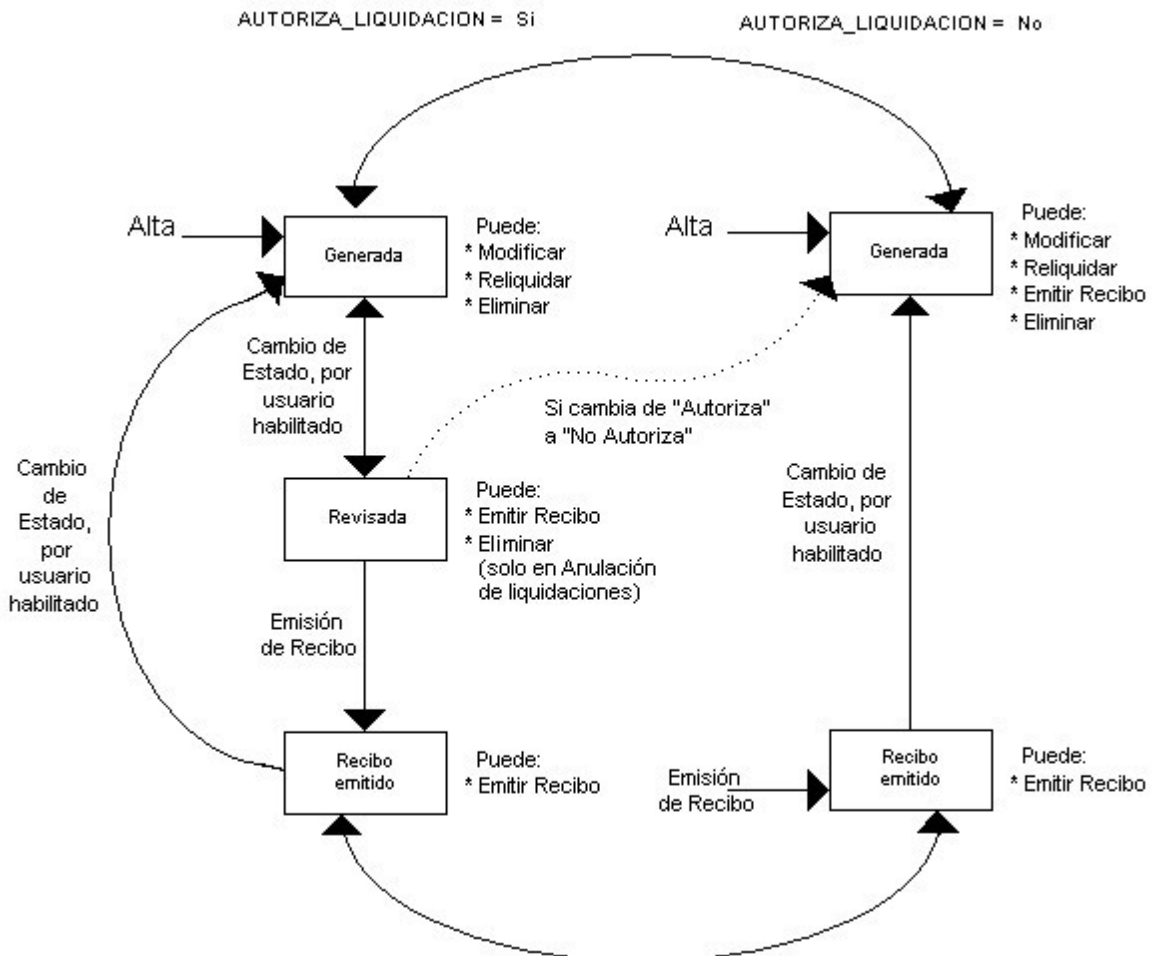 AUTORIZA_LIQUIDACION = Si
AUTORIZA_LIQUIDACION = No
Alta
Generada
Puede:
* Modificar
* Reliquidar
* Eliminar
Alta
Generada
Puede:
* Modificar
* Reliquidar
* Emitir Recibo
* Eliminar
Cambio de
Estado, por
usuario
habilitado
Si cambia de "Autoriza"
a "No Autoriza"
Cambio
de
Estado,
por
usuario
habilitado
Revisada
Puede:
* Emitir Recibo
* Eliminar
(solo en Anulación
de liquidaciones)
Cambio de
Estado, por
usuario
habilitado
Emisión
de Recibo
Recibo
emitido
Puede:
* Emitir Recibo
Emisión
de Recibo
Recibo
emitido
Puede:
* Emitir Recibo